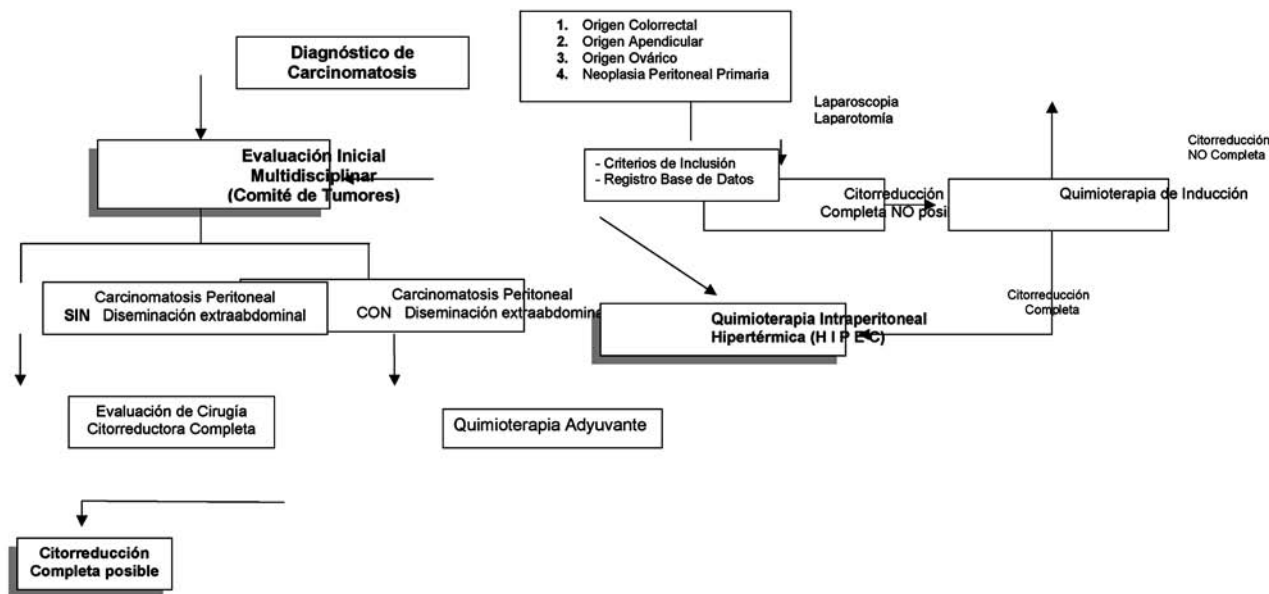 Diagnóstico de
Carcinomatosis
Evaluación Inicial
Multidisciplinar
(Comité de Tumores)
Carcinomatosis Peritoneal
SIN Diseminación extraabdominal
Carcinomatosis Peritoneal
CON Diseminación extraabdomina
Evaluación de Cirugía
Citorreductora Completa
Quimioterapia Adyuvante
Citorreducción
Completa posible
1. Origen Colorrectal
2. Origen Apendicular
3. Origen Ovárico
4. Neoplasia Peritoneal Primaria
Laparoscopia
Laparotomía
- Criterios de Inclusión
- Registro Base de Datos
Citorreducción
Completa NO posi
Quimioterapia de Inducción
Citorreducción
NO Completa
Citorreducción
Completa
Quimioterapia Intraperitoneal
Hipertérmica (H I P E C)